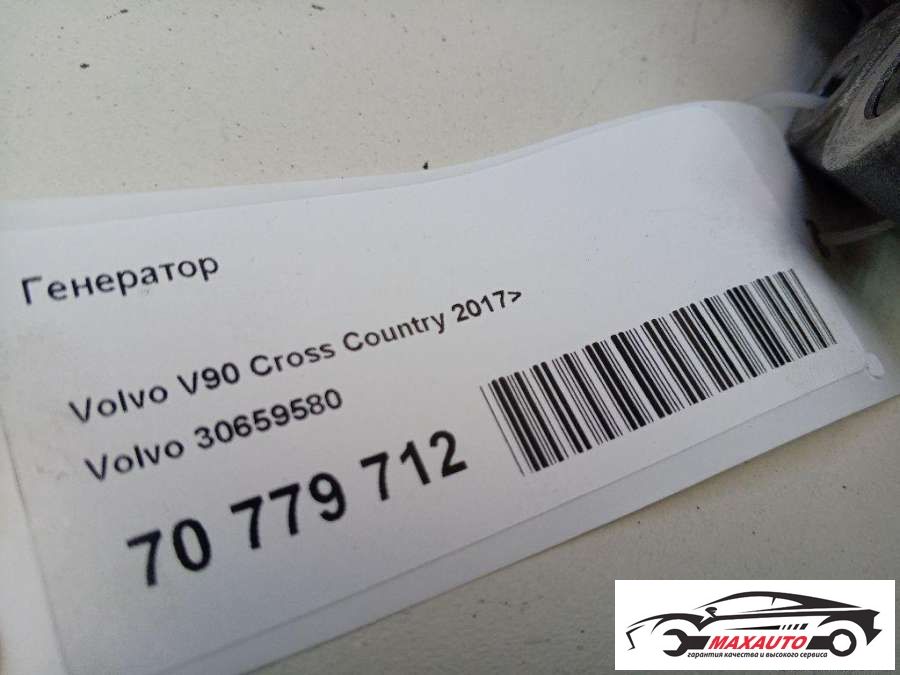 Генератор
Volvo V90 Cross Country 2017>
Volvo 30659580
70 779 712
MAXAUTO
гарантия качества и высокого сервиса